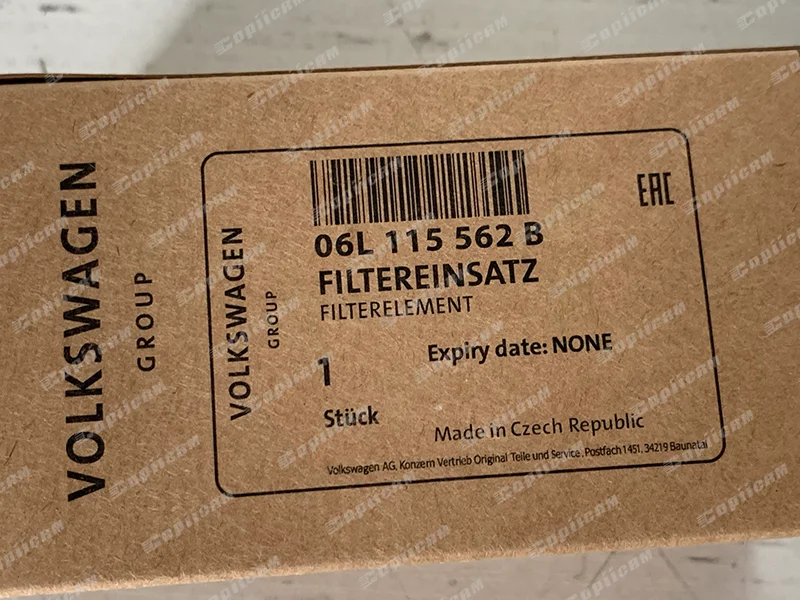 VOLKSWAGEN
GROUP
VOLKSWAGEN
GROUP
EAC
06L 115 562 B
FILTEREINSATZ
FILTERELEMENT
1
Expiry date: NONE
Stück
Made in Czech Republic
Volkswagen AG, Konzern Vertrieb Original Teile und Service, Postfach 1451, 34219 Baunatal
Copiicam